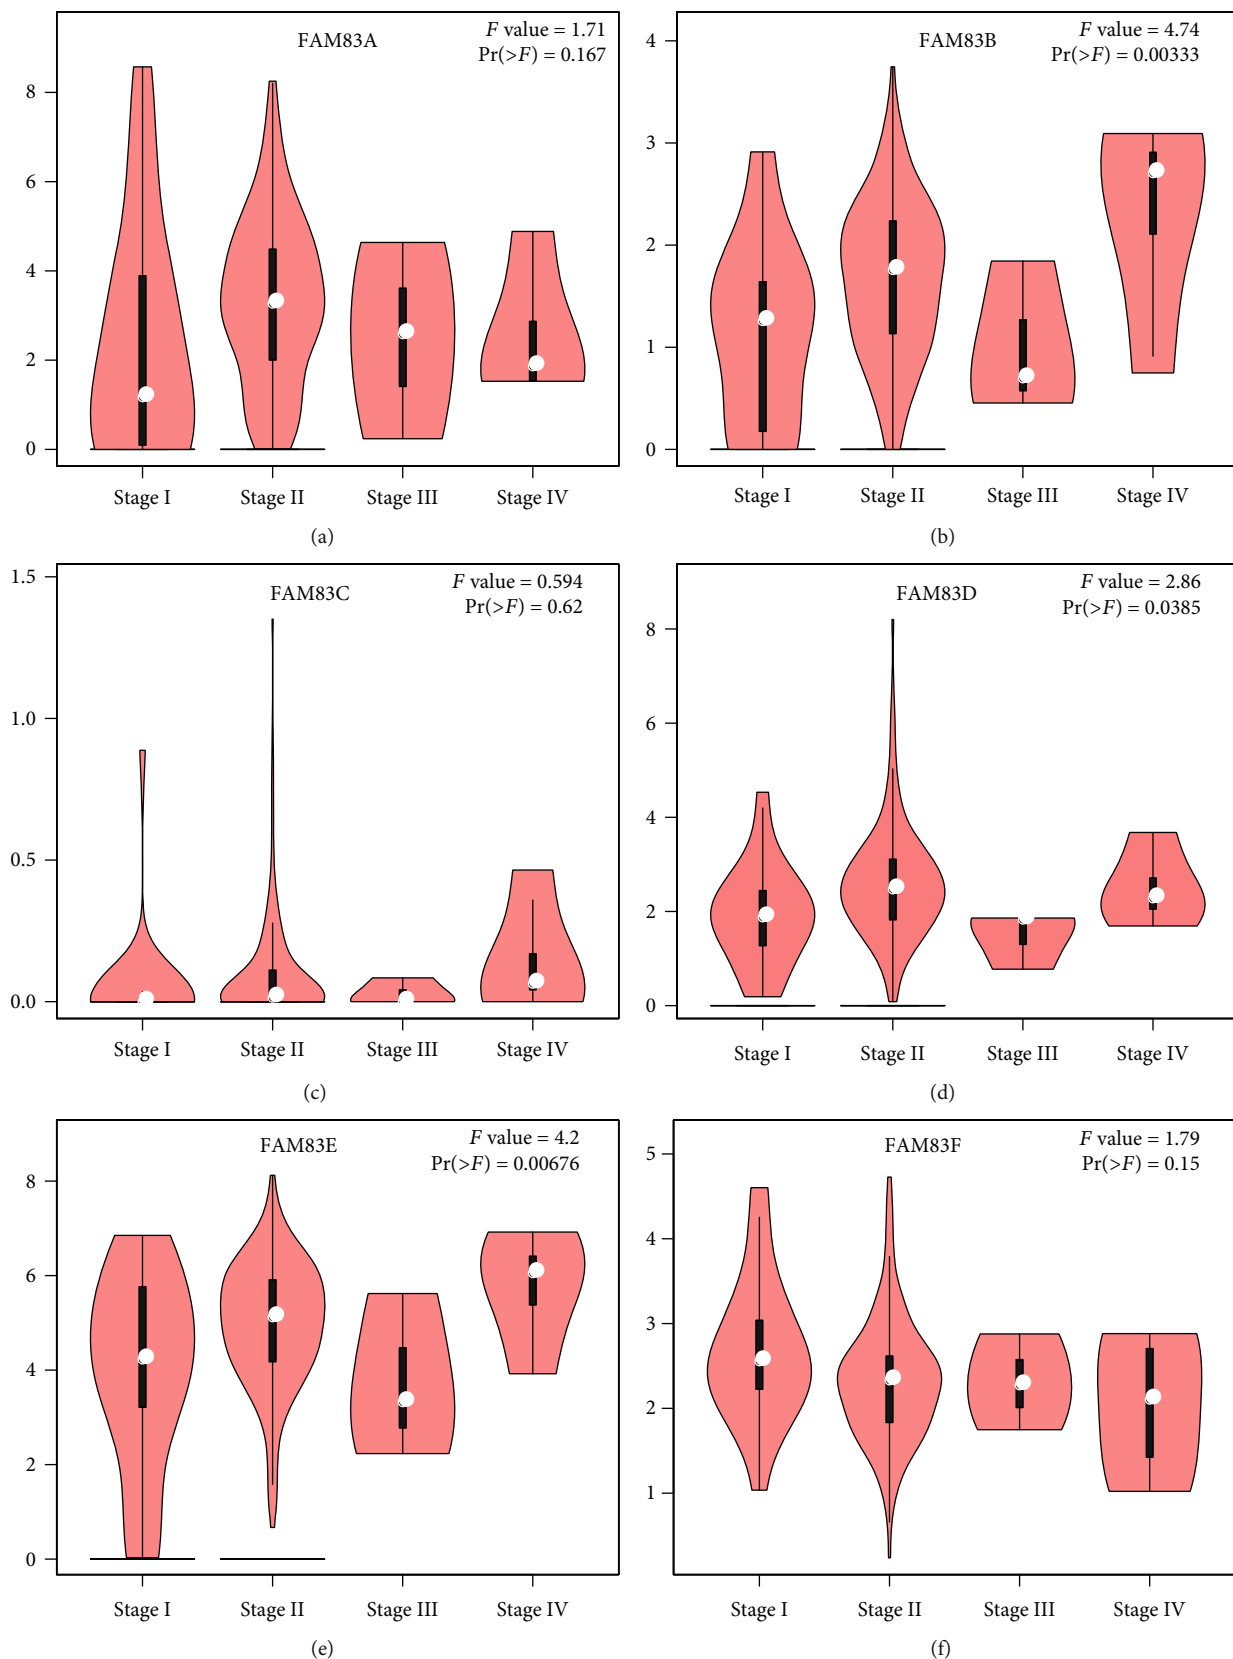 FAM83A
F value = 1.71
Pr(>F) = 0.167
8
6
4
2
0
Stage I Stage II Stage III Stage IV
(a)
FAM83B
F value = 4.74
Pr(>F) = 0.00333
4
3
2
1
0
Stage I Stage II Stage III Stage IV
(b)
FAM83C
F value = 0.594
Pr(>F) = 0.62
1.5
1.0
0.5
0.0
Stage I Stage II Stage III Stage IV
(c)
FAM83D
F value = 2.86
Pr(>F) = 0.0385
8
6
4
2
0
Stage I Stage II Stage III Stage IV
(d)
FAM83E
F value = 4.2
Pr(>F) = 0.00676
8
6
4
2
0
Stage I Stage II Stage III Stage IV
(e)
FAM83F
F value = 1.79
Pr(>F) = 0.15
5
4
3
2
1
Stage I Stage II Stage III Stage IV
(f)